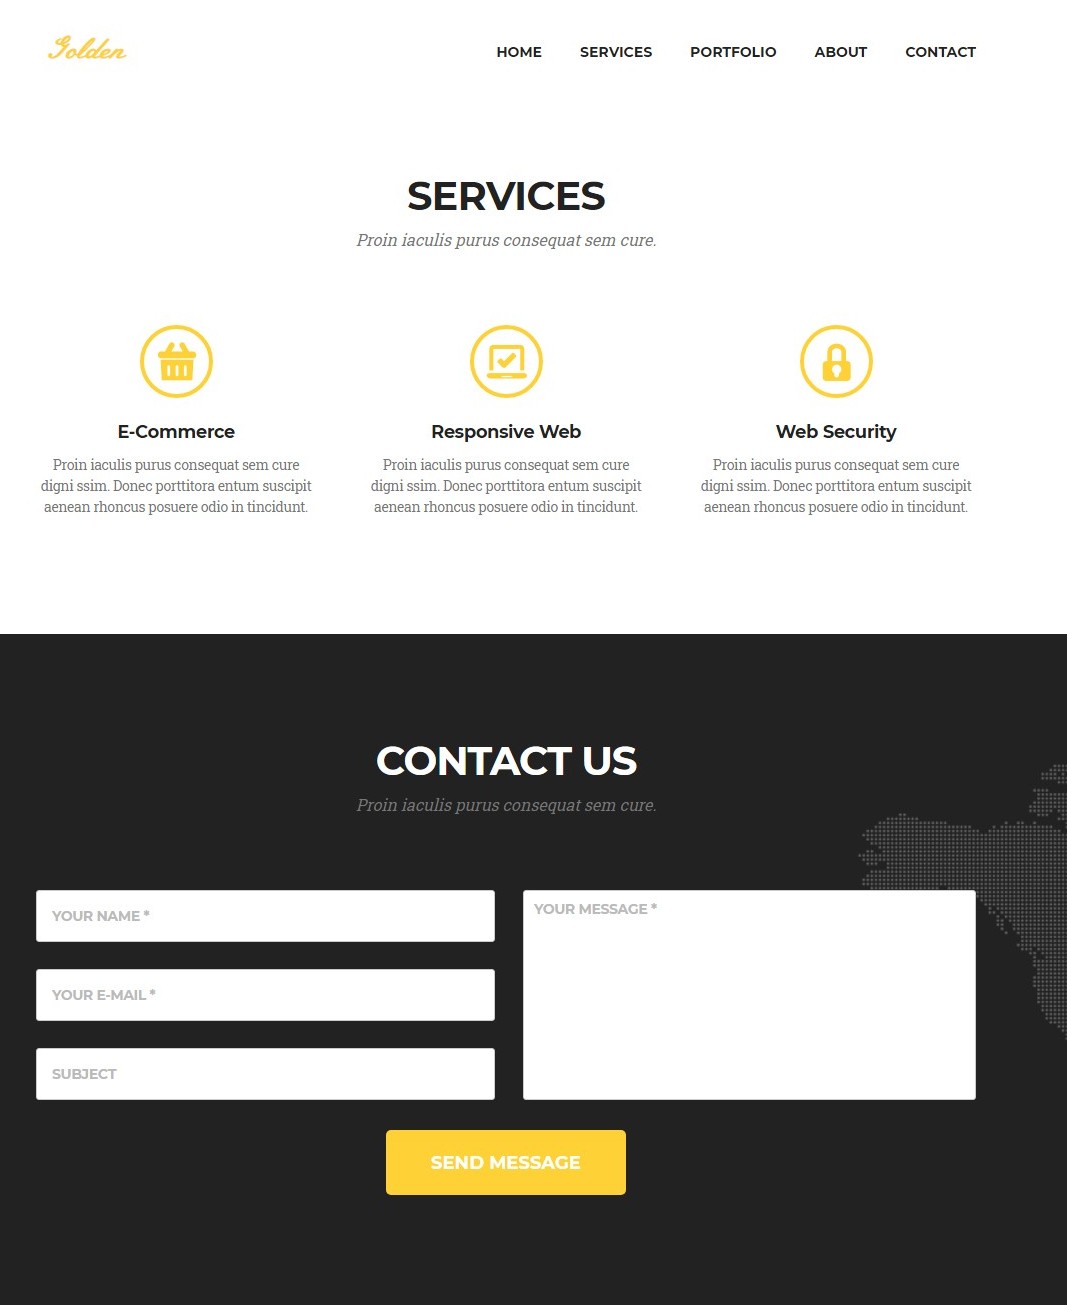 Golden
HOME SERVICES PORTFOLIO ABOUT CONTACT
SERVICES
Proin iaculis purus consequat sem cure.
E-Commerce
Proin iaculis purus consequat sem cure
digni ssim. Donec porttitora entum suscipit
aenean rhoncus posuere odio in tincidunt.
Responsive Web
Proin iaculis purus consequat sem cure
digni ssim. Donec porttitora entum suscipit
aenean rhoncus posuere odio in tincidunt.
Web Security
Proin iaculis purus consequat sem cure
digni ssim. Donec porttitora entum suscipit
aenean rhoncus posuere odio in tincidunt.
CONTACT US
Proin iaculis purus consequat sem cure.
YOUR NAME *
YOUR E-MAIL *
SUBJECT
YOUR MESSAGE *
SEND MESSAGE